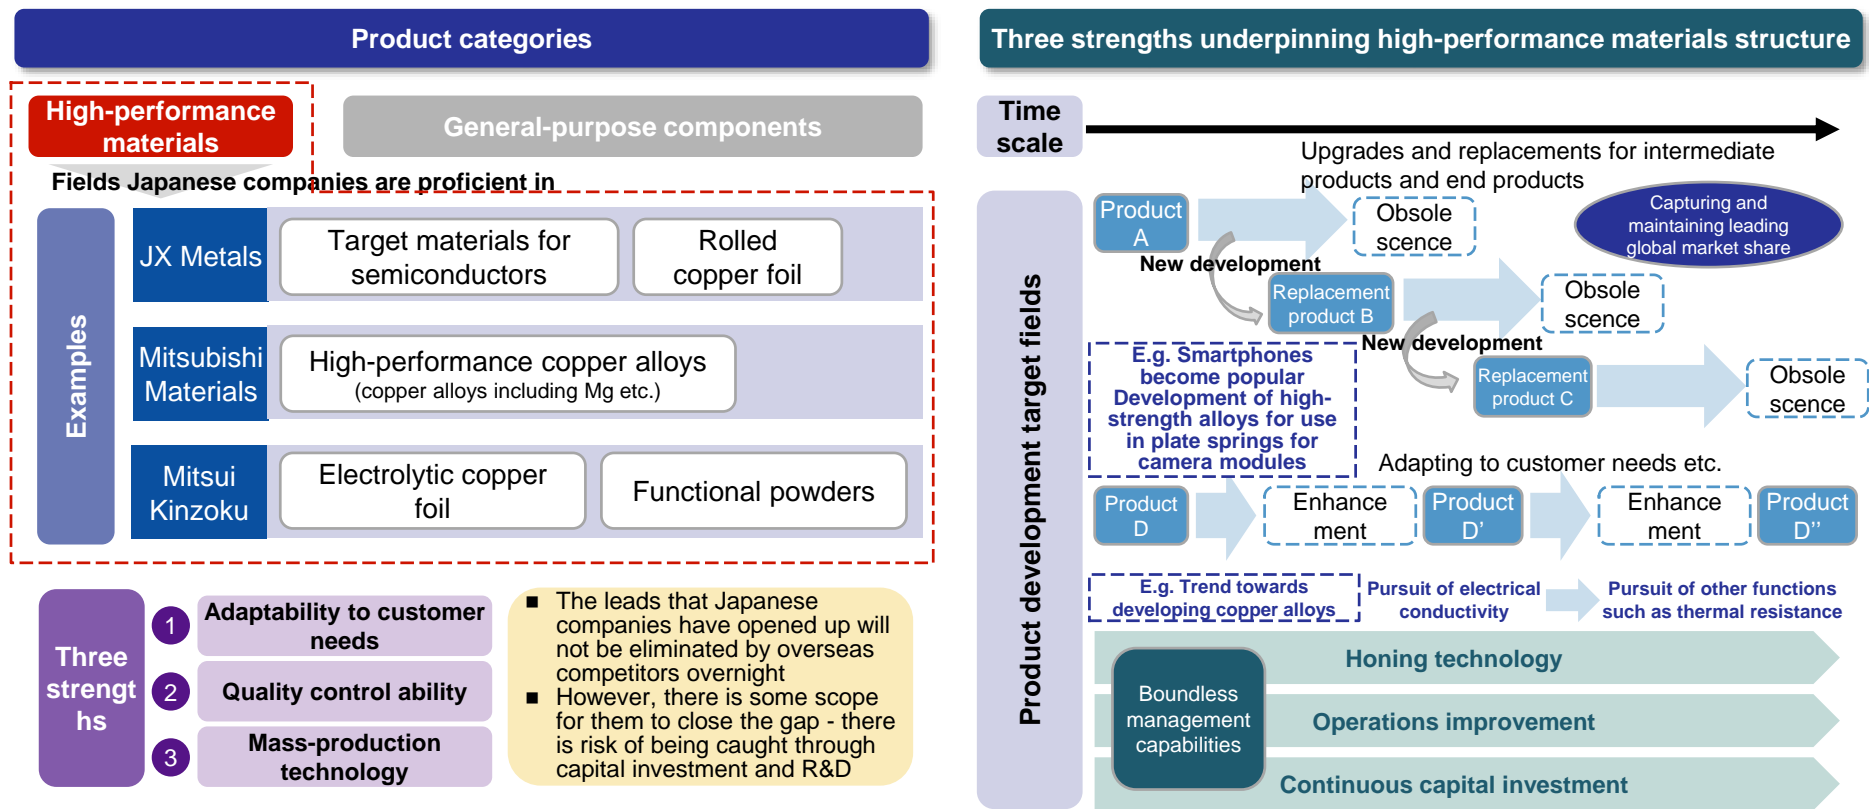 Product categories
High-performance
materials
General-purpose components
Fields Japanese companies are proficient in
Examples
JX Metals
Target materials for
semiconductors
Rolled
copper foil
Mitsubishi
Materials
High-performance copper alloys
(copper alloys including Mg etc.)
Mitsui
Kinzoku
Electrolytic copper
foil
Functional powders
Three
strengt
hs
1
Adaptability to customer
needs
2
Quality control ability
3
Mass-production
technology
■ The leads that Japanese
companies have opened up will
not be eliminated by overseas
competitors overnight
■ However, there is some scope
for them to close the gap - there
is risk of being caught through
capital investment and R&D
Three strengths underpinning high-performance materials structure
Time
scale
Upgrades and replacements for intermediate
products and end products
Product development target fields
Product
A
Obsole
scence
Capturing and
maintaining leading
global market share
New development
Replacement
product B
Obsole
scence
New development
Replacement
product C
Obsole
scence
E.g. Smartphones
become popular
Development of high-
strength alloys for use
in plate springs for
camera modules
Adapting to customer needs etc.
Product
D
Enhance
ment
Product
D’
Enhance
ment
Product
D’’
E.g. Trend towards
developing copper alloys
Pursuit of electrical
conductivity
Pursuit of other functions
such as thermal resistance
Boundless
management
capabilities
Honing technology
Operations improvement
Continuous capital investment